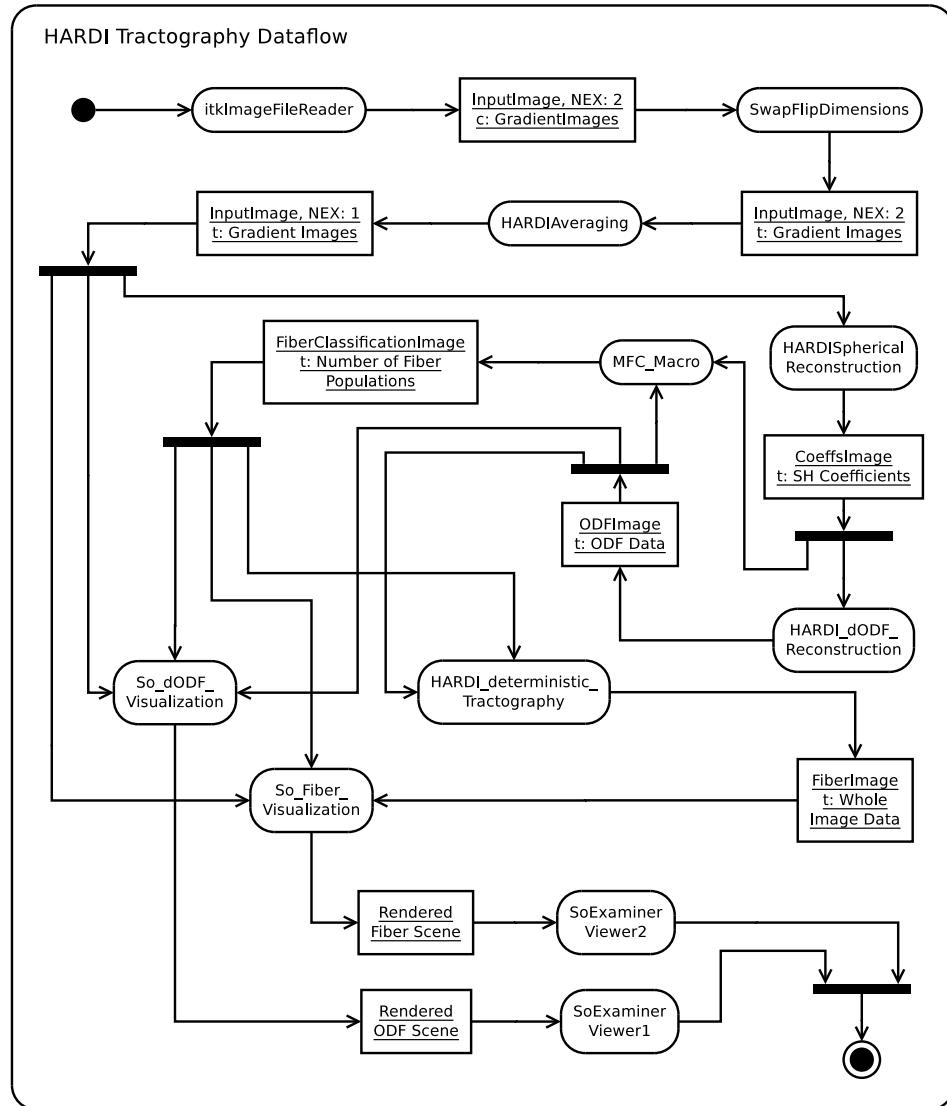 HARDI Tractography Dataflow
itkImageFileReader
InputImage, NEX: 2
c: GradientImages
SwapFlipDimensions
InputImage, NEX: 1
t: Gradient Images
HARDIAveraging
InputImage, NEX: 2
t: Gradient Images
FiberClassificationImage
t: Number of Fiber
Populations
MFC_Macro
HARDISpherical
Reconstruction
CoeffsImage
t: SH Coefficients
ODFImage
t: ODF Data
HARDI_dODF_
Reconstruction
So_dODF_
Visualization
HARDI_deterministic_
Tractography
So_Fiber_
Visualization
FiberImage
t: Whole
Image Data
Rendered
Fiber Scene
SoExaminer
Viewer2
Rendered
ODF Scene
SoExaminer
Viewer1